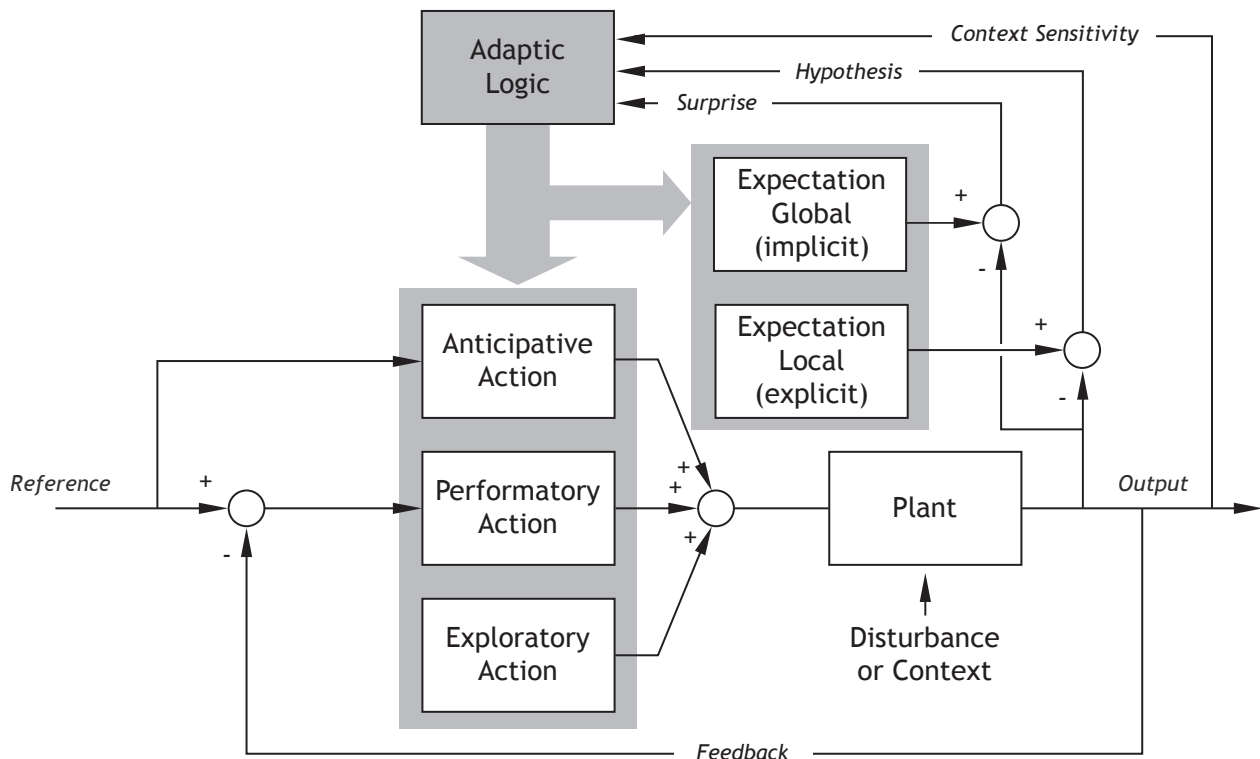 Adaptic
Logic
Context Sensitivity
Hypothesis
Surprise
Expectation
Global
(implicit)
+
-
Expectation
Local
(explicit)
+
-
Anticipative
Action
Reference
+
-
Performatory
Action
+
+
+
Plant
Output
Exploratory
Action
Disturbance
or Context
Feedback